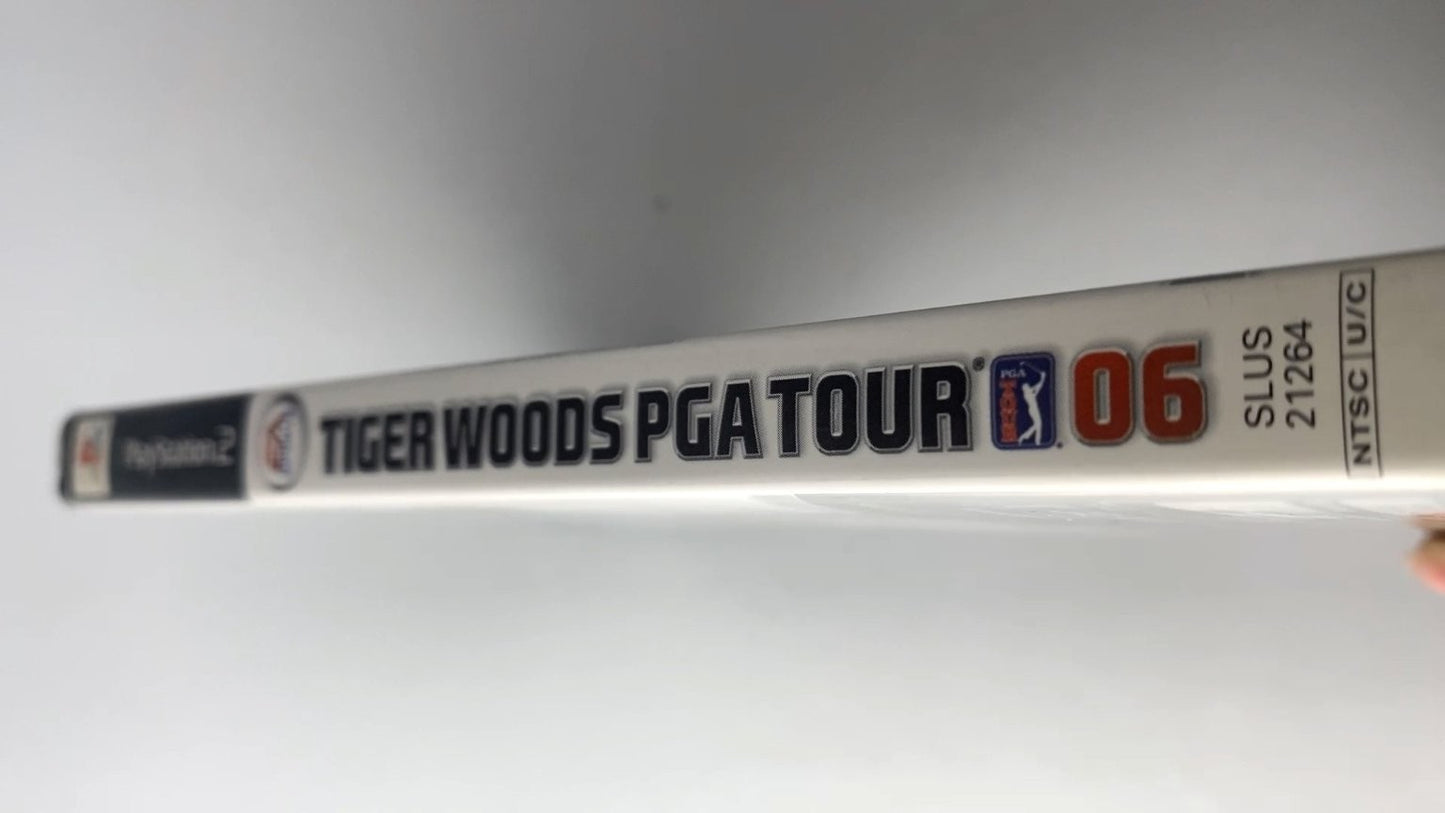 PlayStation 2
TIGER WOODS PGA TOUR® PGA TOUR 06
SLUS
21264
NTSC U/C